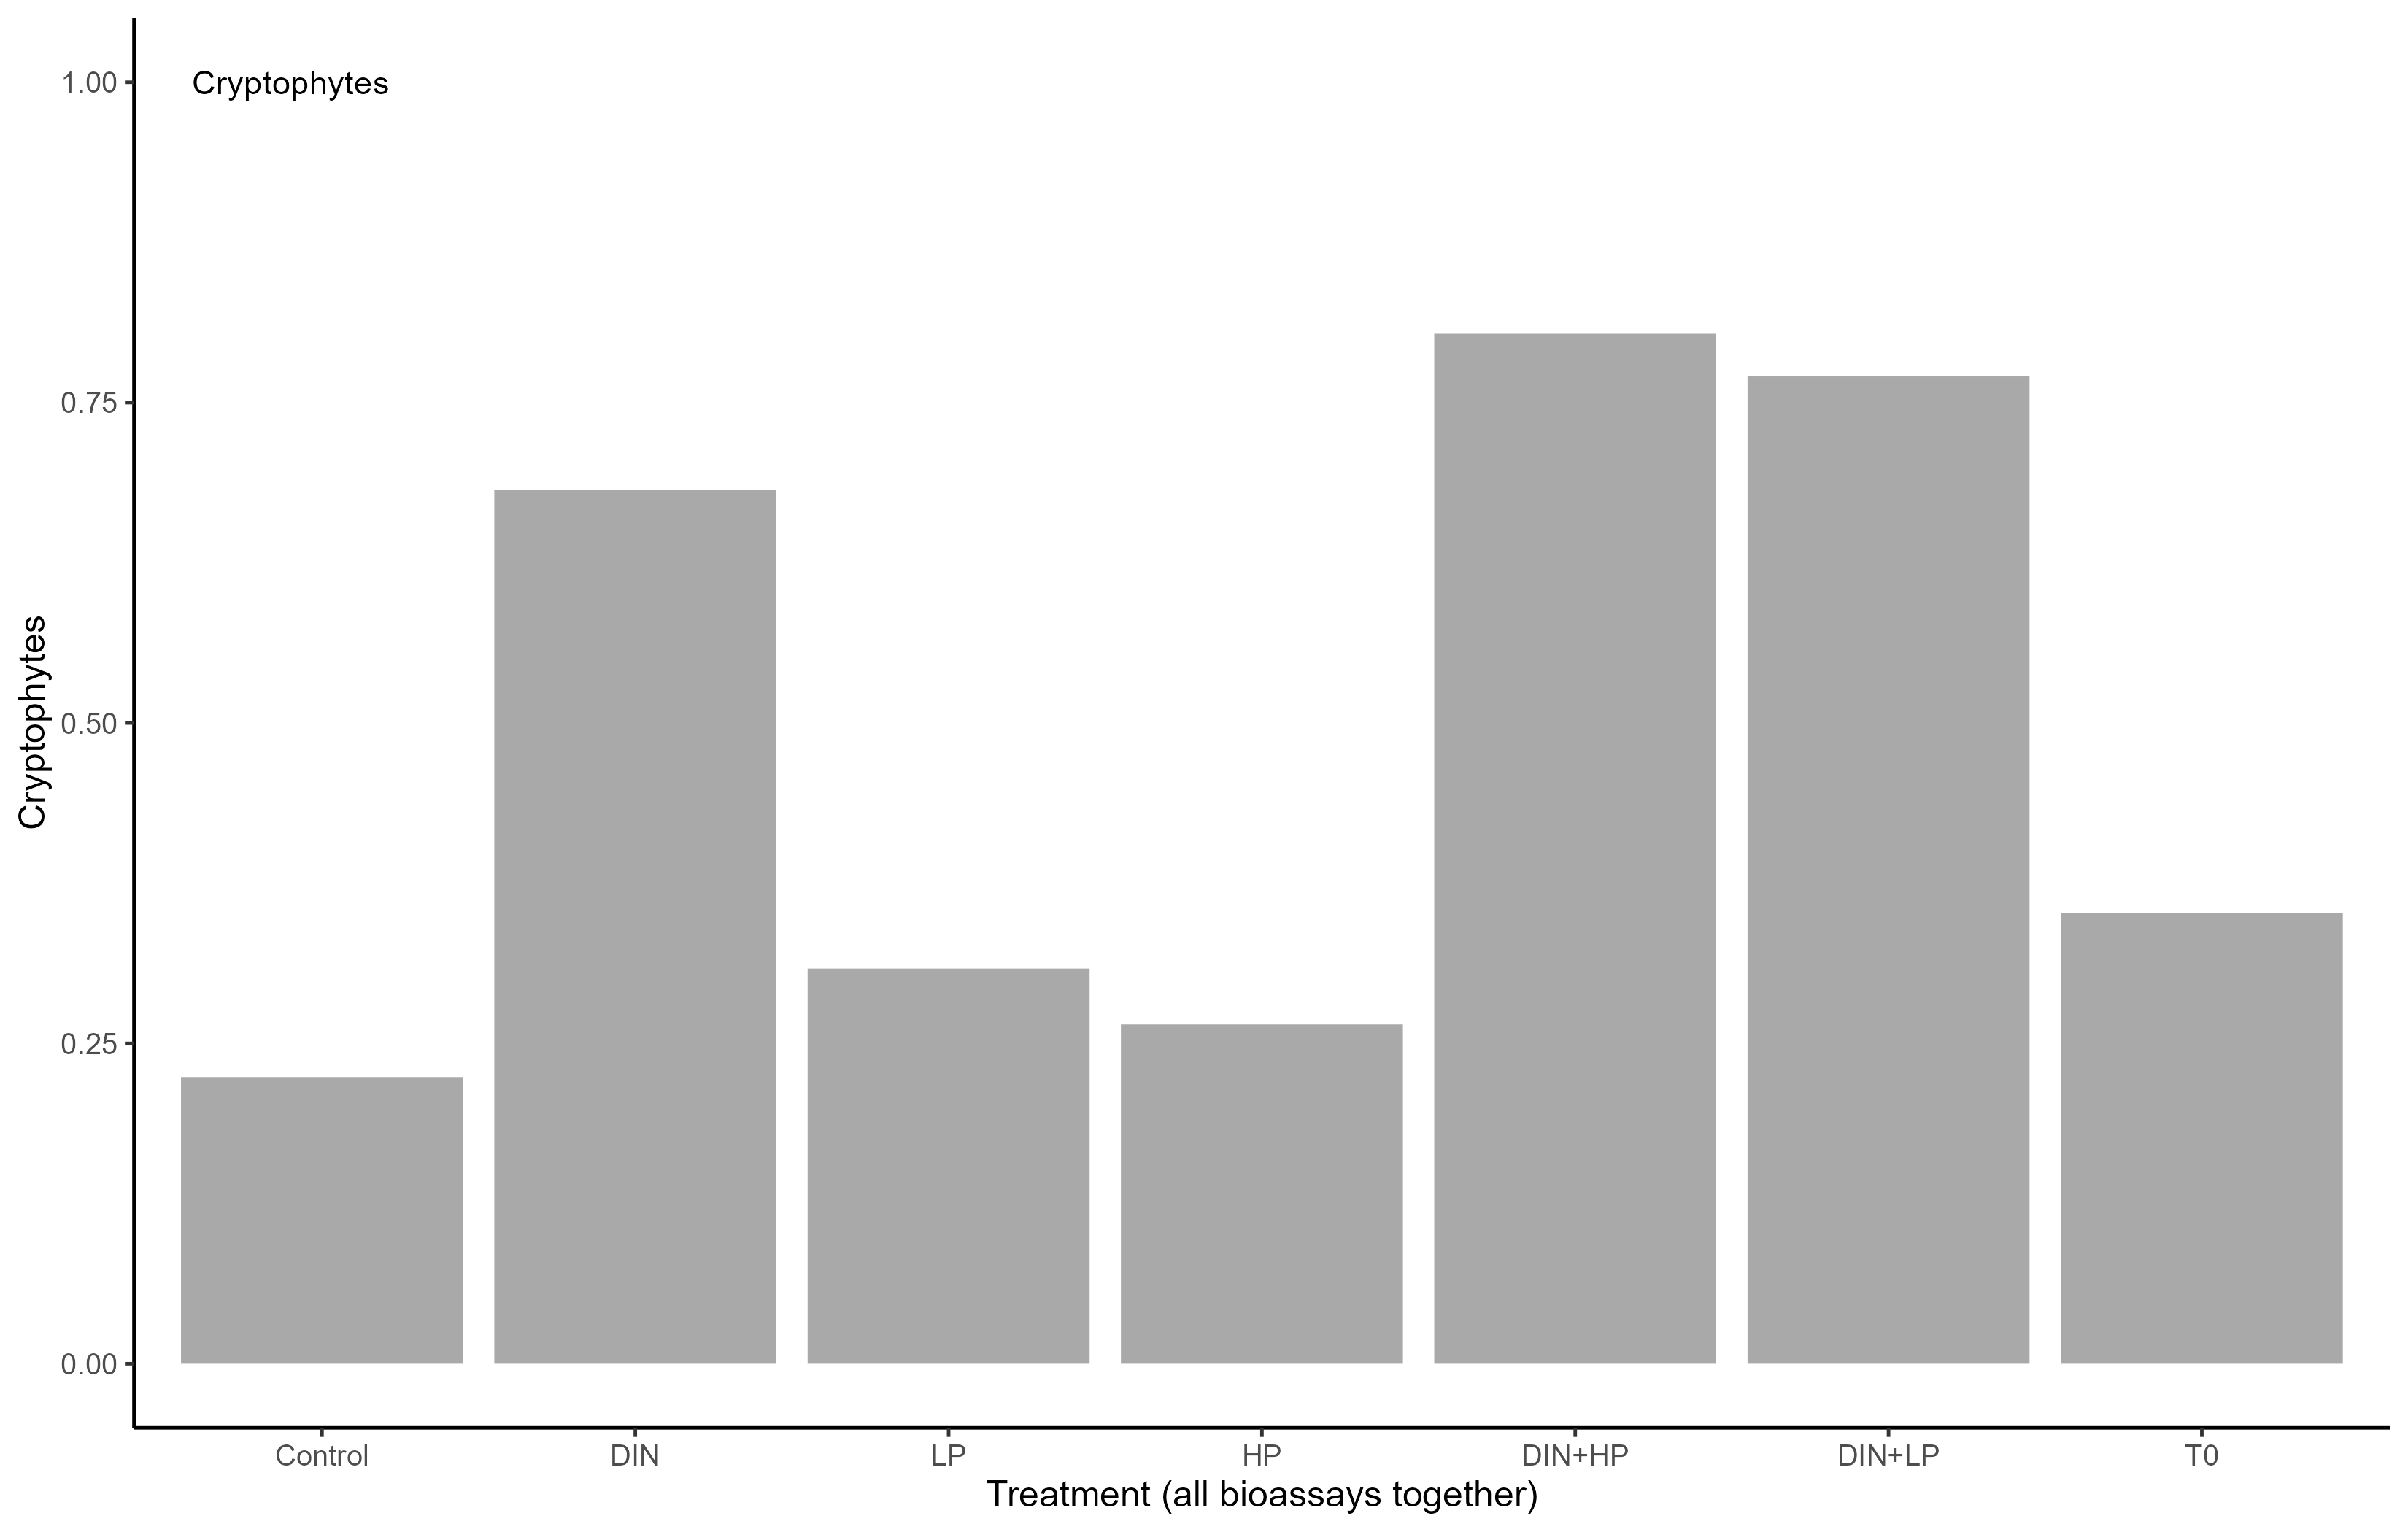 Cryptophytes
1.00
0.75
0.50
0.25
0.00
Cryptophytes
Control DIN LP HP DIN+HP DIN+LP T0
Treatment (all bioassays together)